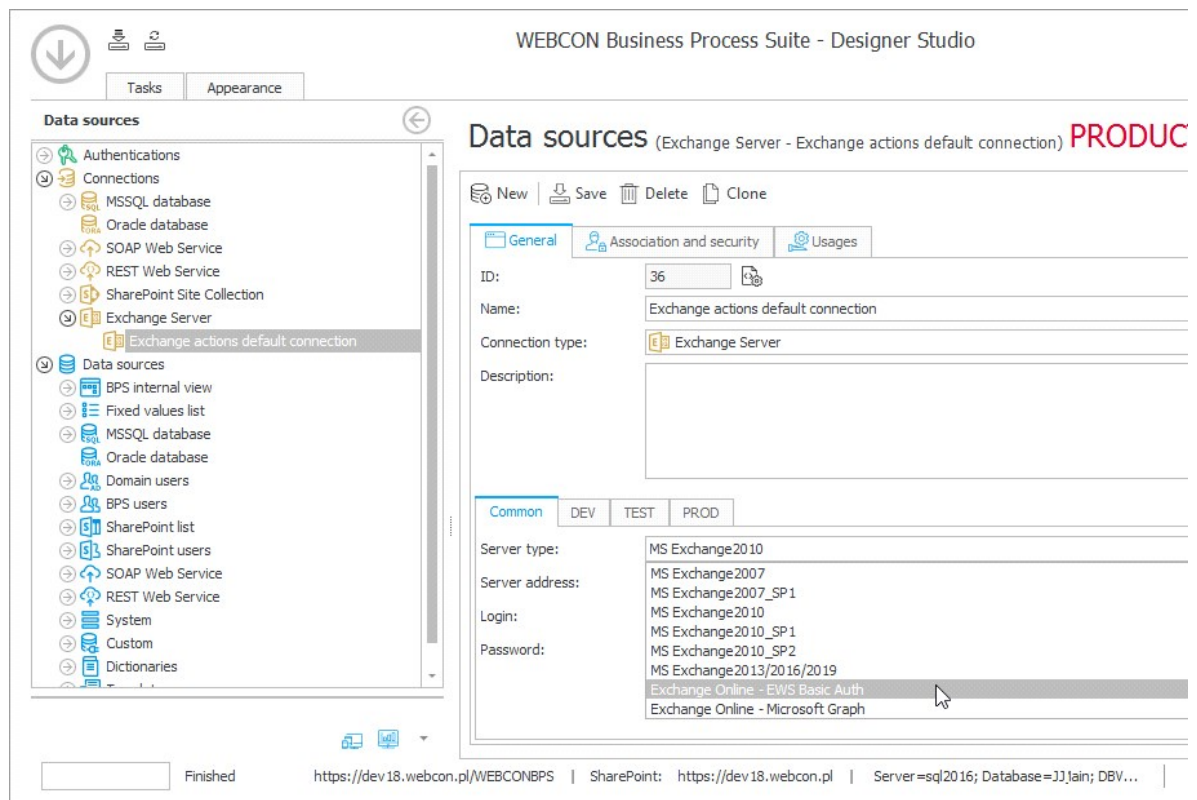 WEBCON Business Process Suite - Designer Studio
Tasks Appearance
Data sources
Authentications
Connections
MSSQL database
Oracle database
SOAP Web Service
REST Web Service
SharePoint Site Collection
Exchange Server
Exchange actions default connection
Data sources
BPS internal view
Fixed values list
MSSQL database
Oracle database
Domain users
BPS users
SharePoint list
SharePoint users
SOAP Web Service
REST Web Service
System
Custom
Dictionaries
Data sources (Exchange Server - Exchange actions default connection) PRODUCT
New Save Delete Clone
General Association and security Usages
ID: 36
Name: Exchange actions default connection
Connection type: Exchange Server
Description:
Common DEV TEST PROD
Server type: MS Exchange2010
Server address:
Login:
Password:
MS Exchange2007
MS Exchange2007_SP1
MS Exchange2010
MS Exchange2010_SP1
MS Exchange2010_SP2
MS Exchange2013/2016/2019
Exchange Online - EWS Basic Auth
Exchange Online - Microsoft Graph
Finished https://dev18.webcon.pl/WEBCONBPS | SharePoint: https://dev18.webcon.pl | Server=sql2016; Database=JJ1ain; DBV... |